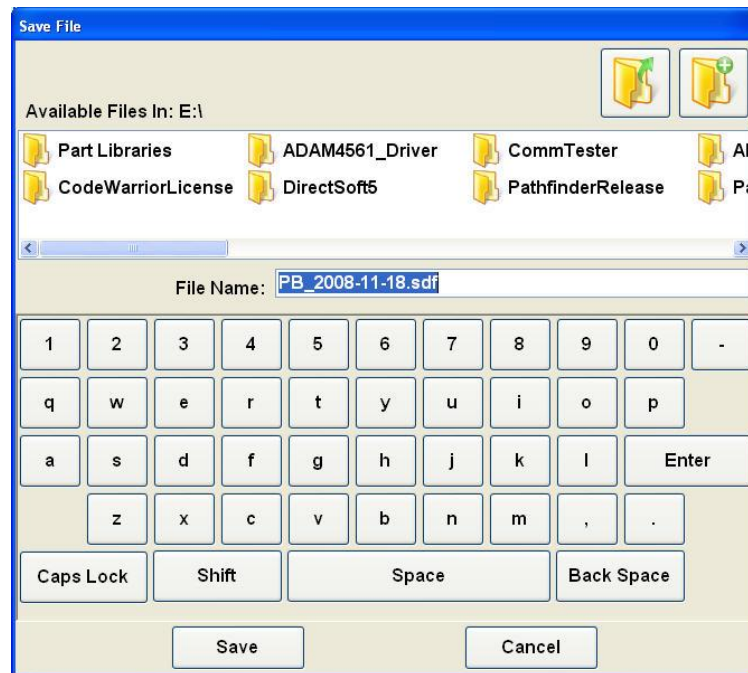 Save File
Available Files In: E:\
Part Libraries ADAM4561_Driver CommTester
CodeWarriorLicense DirectSoft5 PathfinderRelease
File Name: PB_2008-11-18.sdf
1 2 3 4 5 6 7 8 9 0 -
q w e r t y u i o p
a s d f g h j k l Enter
z x c v b n m , .
Caps Lock Shift Space Back Space
Save Cancel